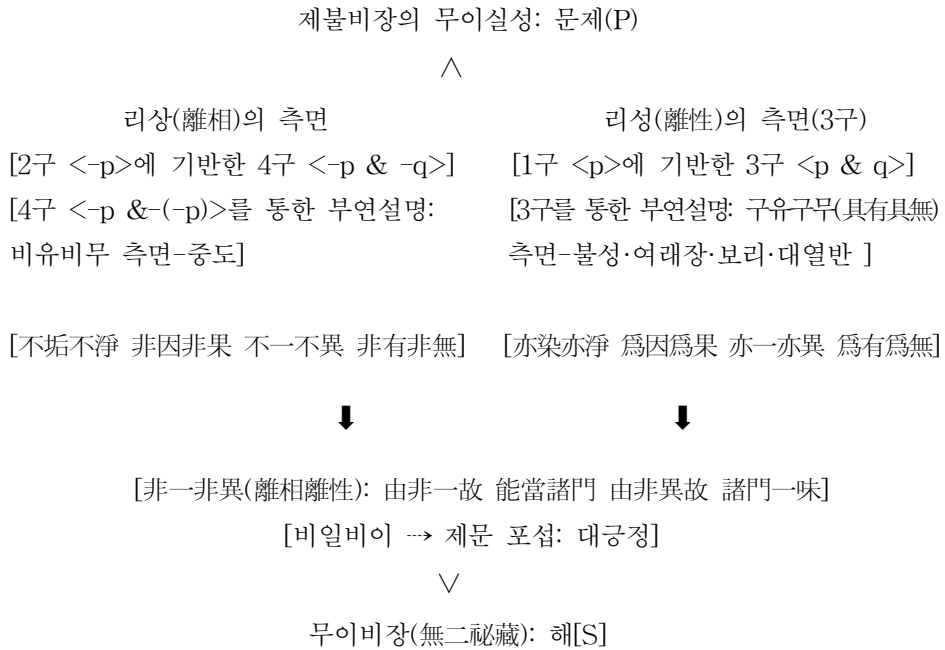 제불비장의 무이실성: 문제(P)
∧
리상(離相)의 측면
[2구 <-p>에 기반한 4구 <-p & -q>]
[4구 <-p &-(-p)>를 통한 부연설명:
비유비무 측면-중도]
리성(離性)의 측면(3구)
[1구 <p>에 기반한 3구 <p & q>]
[3구를 통한 부연설명: 구유구무(具有具無)
측면-불성·여래장·보리·대열반 ]
[不垢不淨 非因非果 不一不異 非有非無]
[亦染亦淨 爲因爲果 亦一亦異 爲有爲無]
⬇ ⬇
[非一非異(離相離性): 由非一故 能當諸門 由非異故 諸門一味]
[비일비이 ⇢ 제문 포섭: 대긍정]
∨
무이비장(無二祕藏): 해[S]